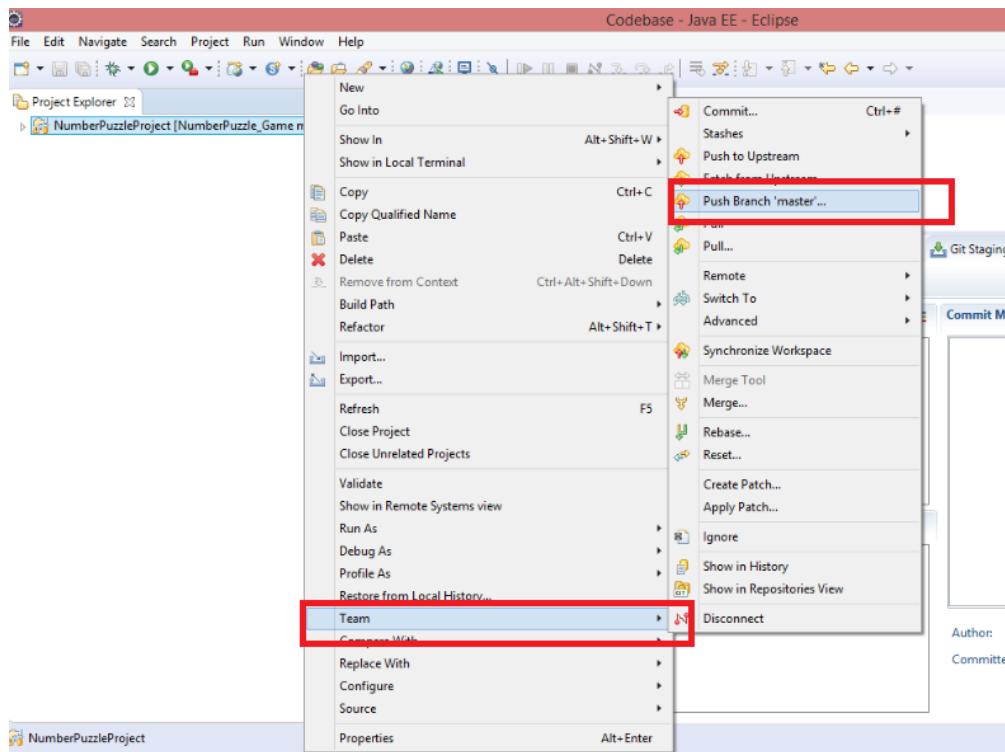 Codebase - Java EE - Eclipse
File Edit Navigate Search Project Run Window Help
Project Explorer
NumberPuzzleProject [NumberPuzzle_Game m
New
Go Into
Show In Alt+Shift+W
Show in Local Terminal
Copy Ctrl+C
Copy Qualified Name
Paste Ctrl+V
Delete Delete
Remove from Context Ctrl+Alt+Shift+Down
Build Path
Refactor Alt+Shift+T
Import...
Export...
Refresh F5
Close Project
Close Unrelated Projects
Validate
Show in Remote Systems view
Run As
Debug As
Profile As
Restore from Local History...
Team
Compare With
Replace With
Configure
Source
Properties Alt+Enter
Commit... Ctrl+#
Stashes
Push to Upstream
Fetch from Upstream
Push Branch 'master'...
Pull
Pull...
Remote
Switch To
Advanced
Synchronize Workspace
Merge Tool
Merge...
Rebase...
Reset...
Create Patch...
Apply Patch...
Ignore
Show in History
Show in Repositories View
Disconnect
Git Staging
Commit M
Author:
Committe
NumberPuzzleProject